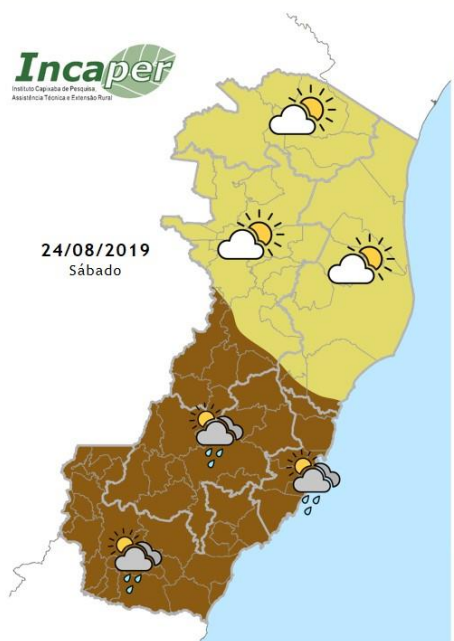 Incaper
Instituto Capixaba de Pesquisa,
Assistência Técnica e Extensão Rural
24/08/2019
Sábado